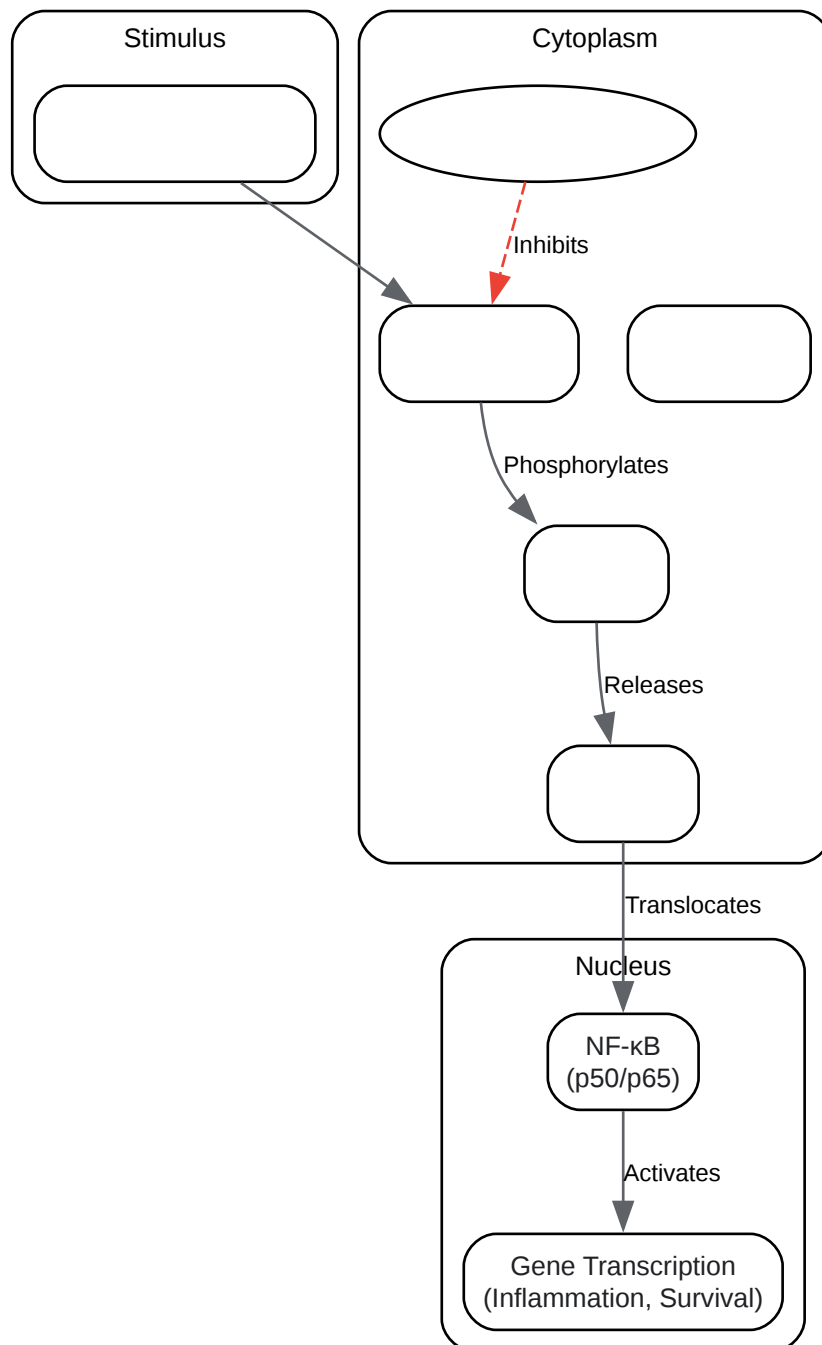 Stimulus
Cytoplasm
Inhibits
Phosphorylates
Releases
Translocates
Nucleus
NF-κB
(p50/p65)
Activates
Gene Transcription
(Inflammation, Survival)